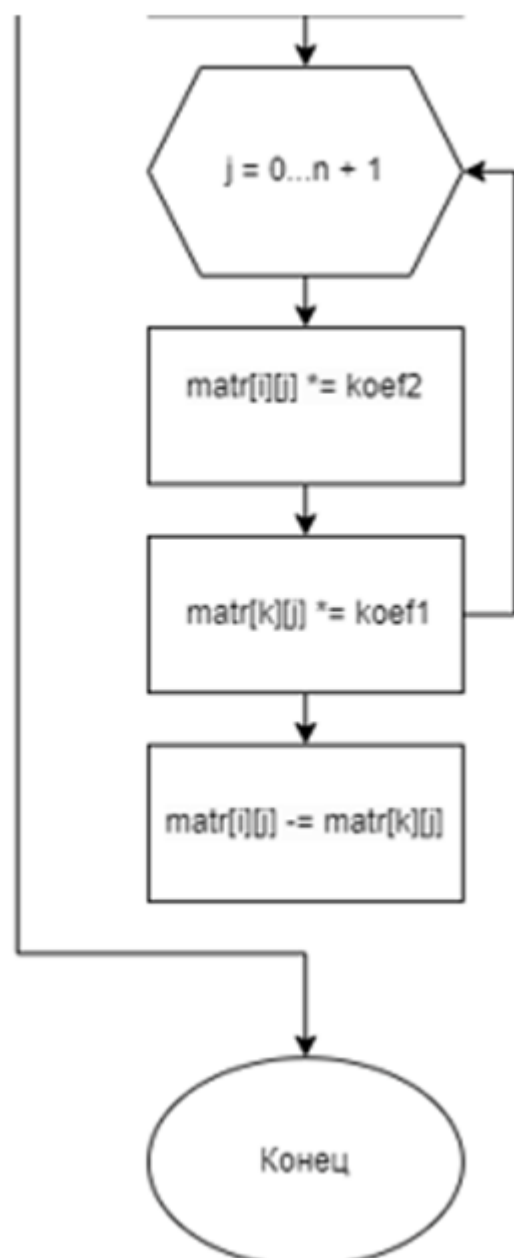 j = 0...n + 1
matr[i][j] *= koef2
matr[k][j] *= koef1
matr[i][j] -= matr[k][j]
Конец